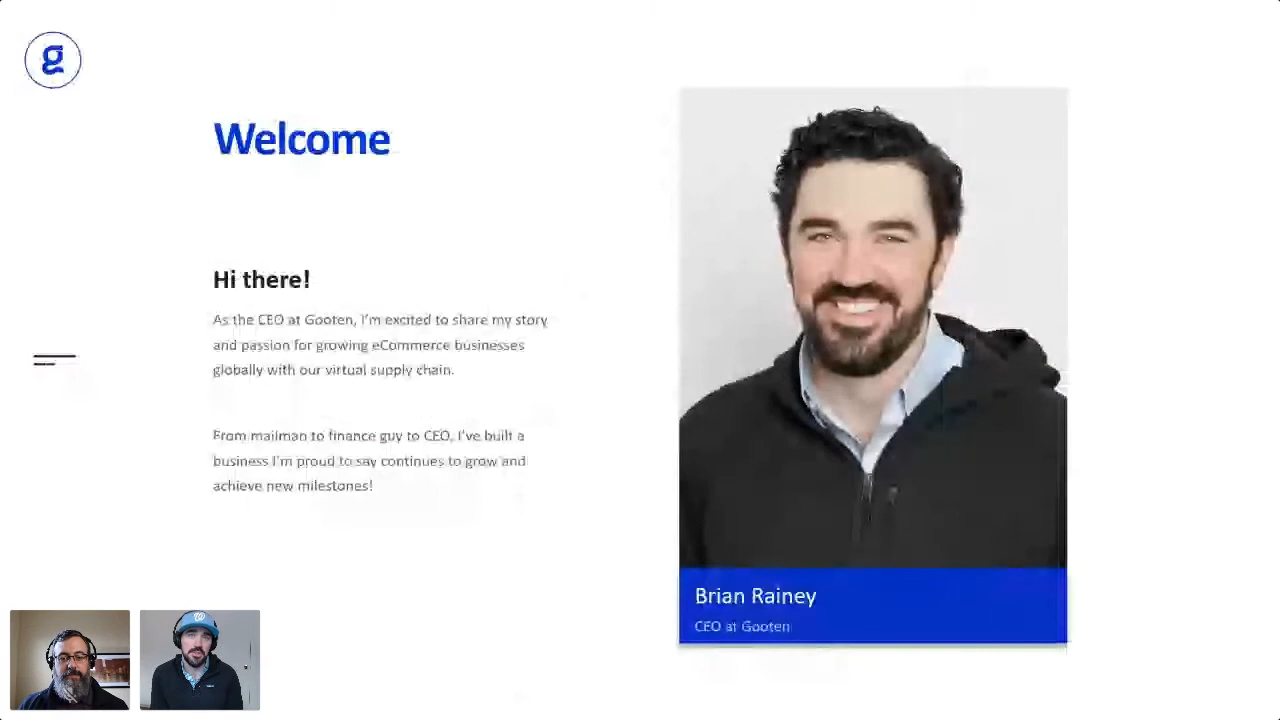 g
Welcome
Hi there!
As the CEO at Gooten, I'm excited to share my story
and passion for growing eCommerce businesses
globally with our virtual supply chain.
From mailman to finance guy to CEO, I've built a
business I'm proud to say continues to grow and
achieve new milestones!
Brian Rainey
CEO at Gooten